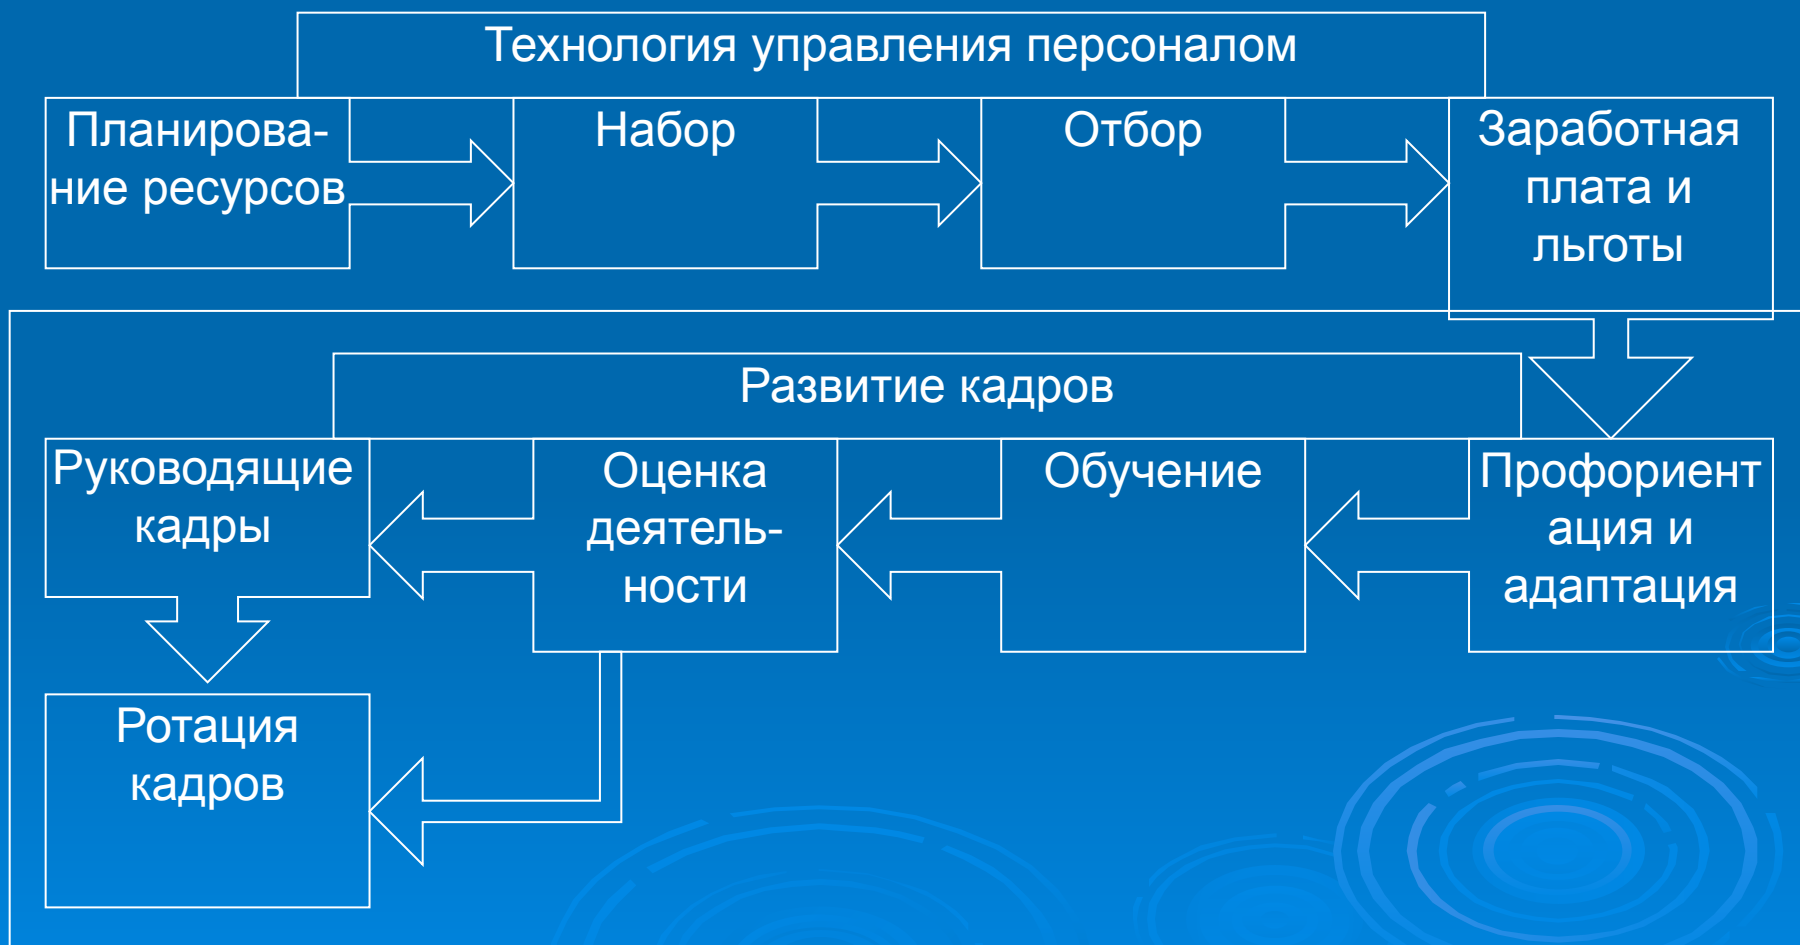 Технология управления персоналом
Планирова-
ние ресурсов
Набор
Отбор
Заработная
плата и
льготы
Развитие кадров
Руководящие
кадры
Оценка
деятель-
ности
Обучение
Профориент
ация и
адаптация
Ротация
кадров